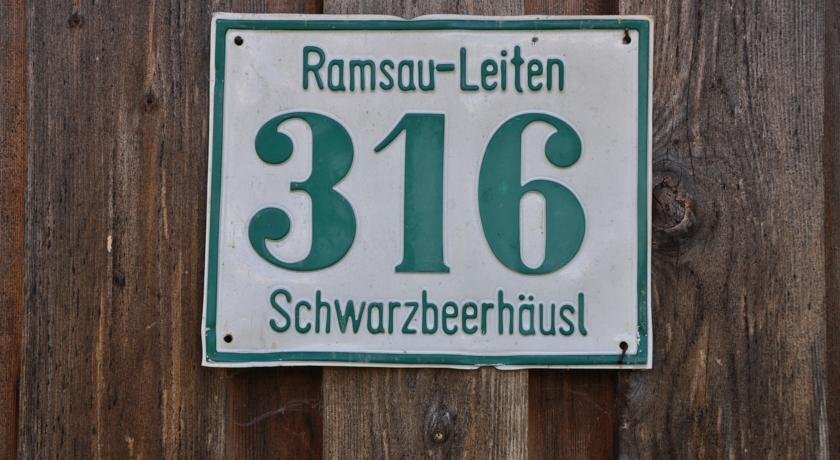 Ramsau-Leiten
316
Schwarzbeerhäusl